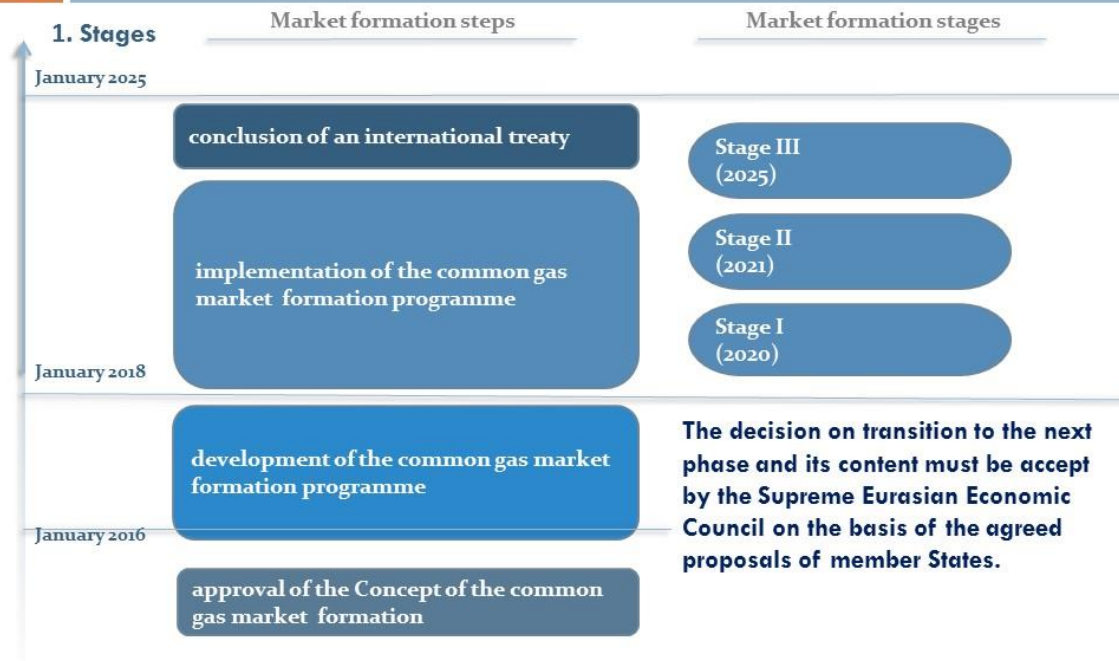 1. Stages
Market formation steps
Market formation stages
January 2025
conclusion of an international treaty
Stage III
(2025)
Stage II
(2021)
implementation of the common gas
market formation programme
Stage I
(2020)
January 2018
development of the common gas market
formation programme
The decision on transition to the next
phase and its content must be accept
by the Supreme Eurasian Economic
Council on the basis of the agreed
proposals of member States.
January 2016
approval of the Concept of the common
gas market formation